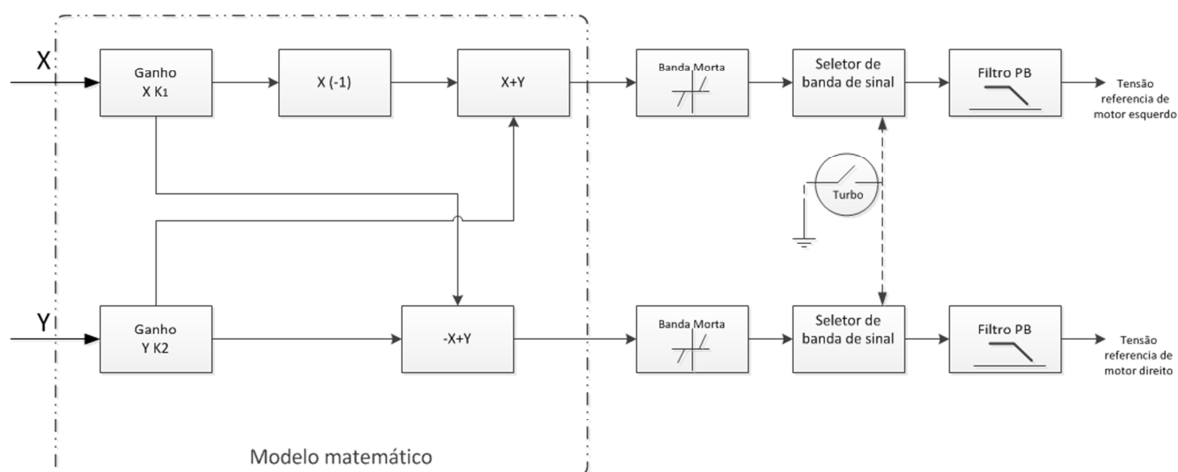 X
Ganho
X K1
X (-1)
X+Y
Banda Morta
Seletor de
banda de sinal
Filtro PB
Tensão
referencia de
motor esquerdo
Turbo
Y
Ganho
Y K2
-X+Y
Banda Morta
Seletor de
banda de sinal
Filtro PB
Tensão
referencia de
motor direito
Modelo matemático